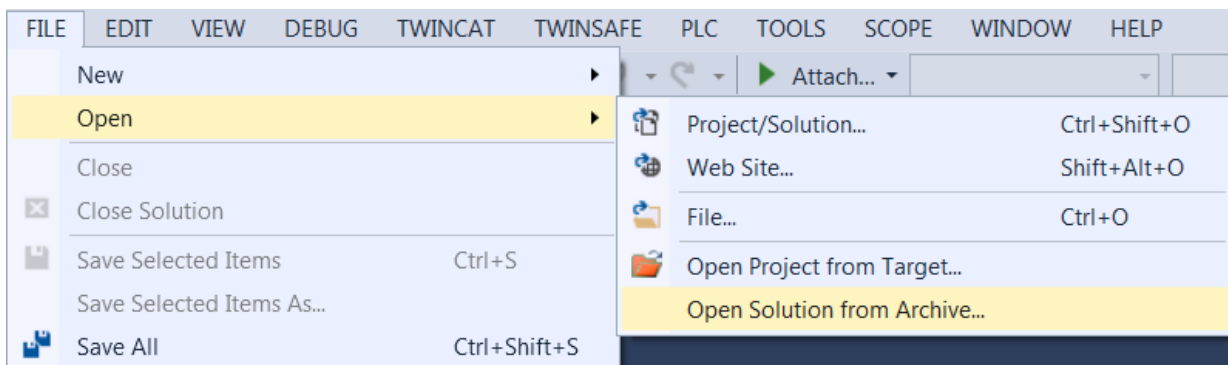 FILE EDIT VIEW DEBUG TWINCAT TWINSAFE PLC TOOLS SCOPE WINDOW HELP
New
Attach...
Open
Project/Solution... Ctrl+Shift+O
Close
Web Site... Shift+Alt+O
Close Solution
File... Ctrl+O
Save Selected Items Ctrl+S
Open Project from Target...
Save Selected Items As...
Open Solution from Archive...
Save All Ctrl+Shift+S